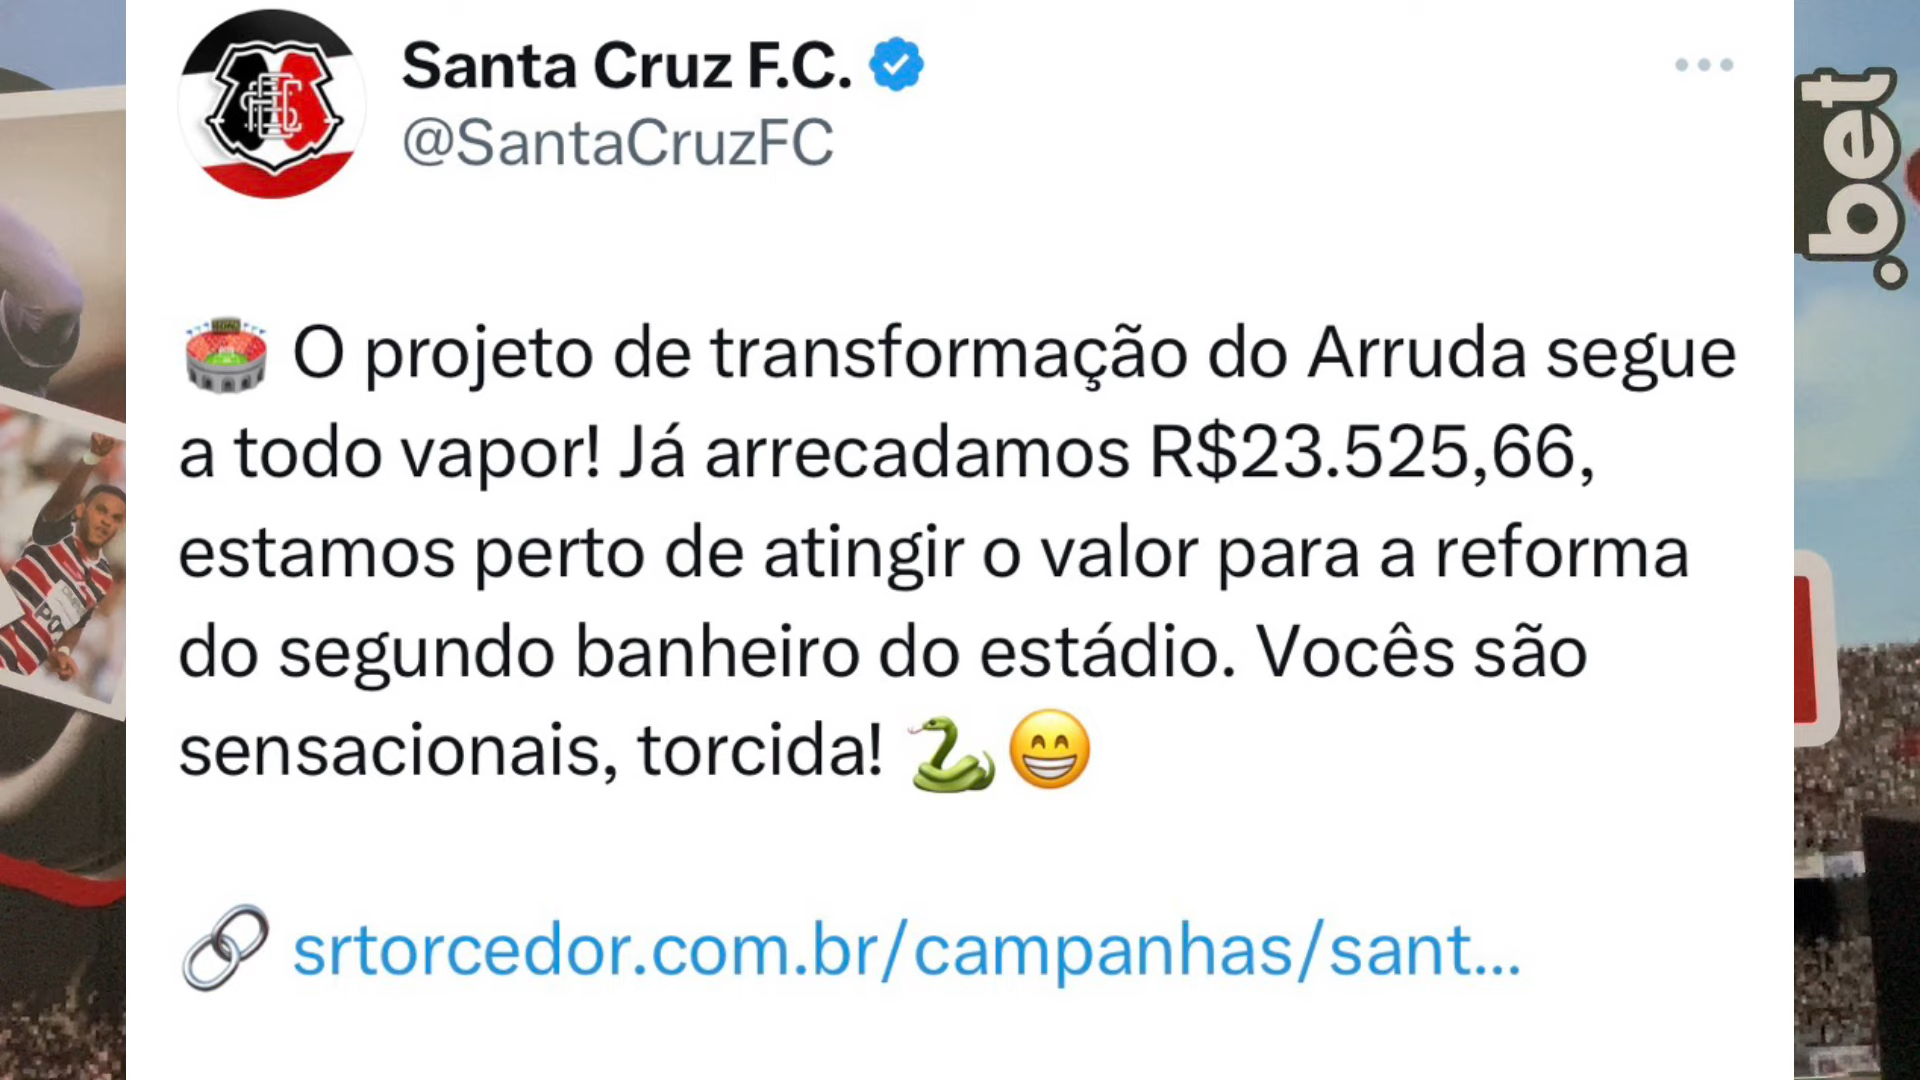 Santa Cruz F.C.
@SantaCruzFC
O projeto de transformação do Arruda segue
a todo vapor! Já arrecadamos R$23.525,66,
estamos perto de atingir o valor para a reforma
do segundo banheiro do estádio. Vocês são
sensacionais, torcida!
srtorcedor.com.br/campanhas/sant...
.bet